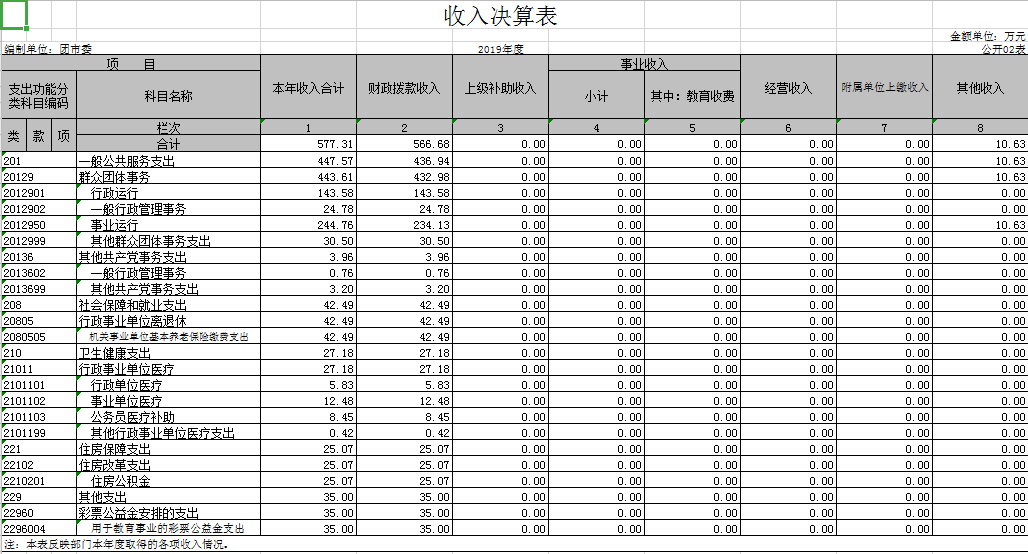 收入决算表
金额单位：万元
编制单位：团市委 2019年度 公开02表
项 目 本年收入合计 财政拨款收入 上级补助收入 事业收入 经营收入 附属单位上缴收入 其他收入
支出功能分类科目编码 科目名称 小计 其中：教育收费
类 款 项 栏次 1 2 3 4 5 6 7 8
合计 577.31 566.68 0.00 0.00 0.00 0.00 0.00 10.63
201 一般公共服务支出 447.57 436.94 0.00 0.00 0.00 0.00 0.00 10.63
20129 群众团体事务 443.61 432.98 0.00 0.00 0.00 0.00 0.00 10.63
2012901 行政运行 143.58 143.58 0.00 0.00 0.00 0.00 0.00 0.00
2012902 一般行政管理事务 24.78 24.78 0.00 0.00 0.00 0.00 0.00 0.00
2012950 事业运行 244.76 234.13 0.00 0.00 0.00 0.00 0.00 10.63
2012999 其他群众团体事务支出 30.50 30.50 0.00 0.00 0.00 0.00 0.00 0.00
20136 其他共产党事务支出 3.96 3.96 0.00 0.00 0.00 0.00 0.00 0.00
2013602 一般行政管理事务 0.76 0.76 0.00 0.00 0.00 0.00 0.00 0.00
2013699 其他共产党事务支出 3.20 3.20 0.00 0.00 0.00 0.00 0.00 0.00
208 社会保障和就业支出 42.49 42.49 0.00 0.00 0.00 0.00 0.00 0.00
20805 行政事业单位离退休 42.49 42.49 0.00 0.00 0.00 0.00 0.00 0.00
2080505 机关事业单位基本养老保险缴费支出 42.49 42.49 0.00 0.00 0.00 0.00 0.00 0.00
210 卫生健康支出 27.18 27.18 0.00 0.00 0.00 0.00 0.00 0.00
21011 行政事业单位医疗 27.18 27.18 0.00 0.00 0.00 0.00 0.00 0.00
2101101 行政单位医疗 5.83 5.83 0.00 0.00 0.00 0.00 0.00 0.00
2101102 事业单位医疗 12.48 12.48 0.00 0.00 0.00 0.00 0.00 0.00
2101103 公务员医疗补助 8.45 8.45 0.00 0.00 0.00 0.00 0.00 0.00
2101199 其他行政事业单位医疗支出 0.42 0.42 0.00 0.00 0.00 0.00 0.00 0.00
221 住房保障支出 25.07 25.07 0.00 0.00 0.00 0.00 0.00 0.00
22102 住房改革支出 25.07 25.07 0.00 0.00 0.00 0.00 0.00 0.00
2210201 住房公积金 25.07 25.07 0.00 0.00 0.00 0.00 0.00 0.00
229 其他支出 35.00 35.00 0.00 0.00 0.00 0.00 0.00 0.00
22960 彩票公益金安排的支出 35.00 35.00 0.00 0.00 0.00 0.00 0.00 0.00
2296004 用于教育事业的彩票公益金支出 35.00 35.00 0.00 0.00 0.00 0.00 0.00 0.00
注：本表反映部门本年度取得的各项收入情况。